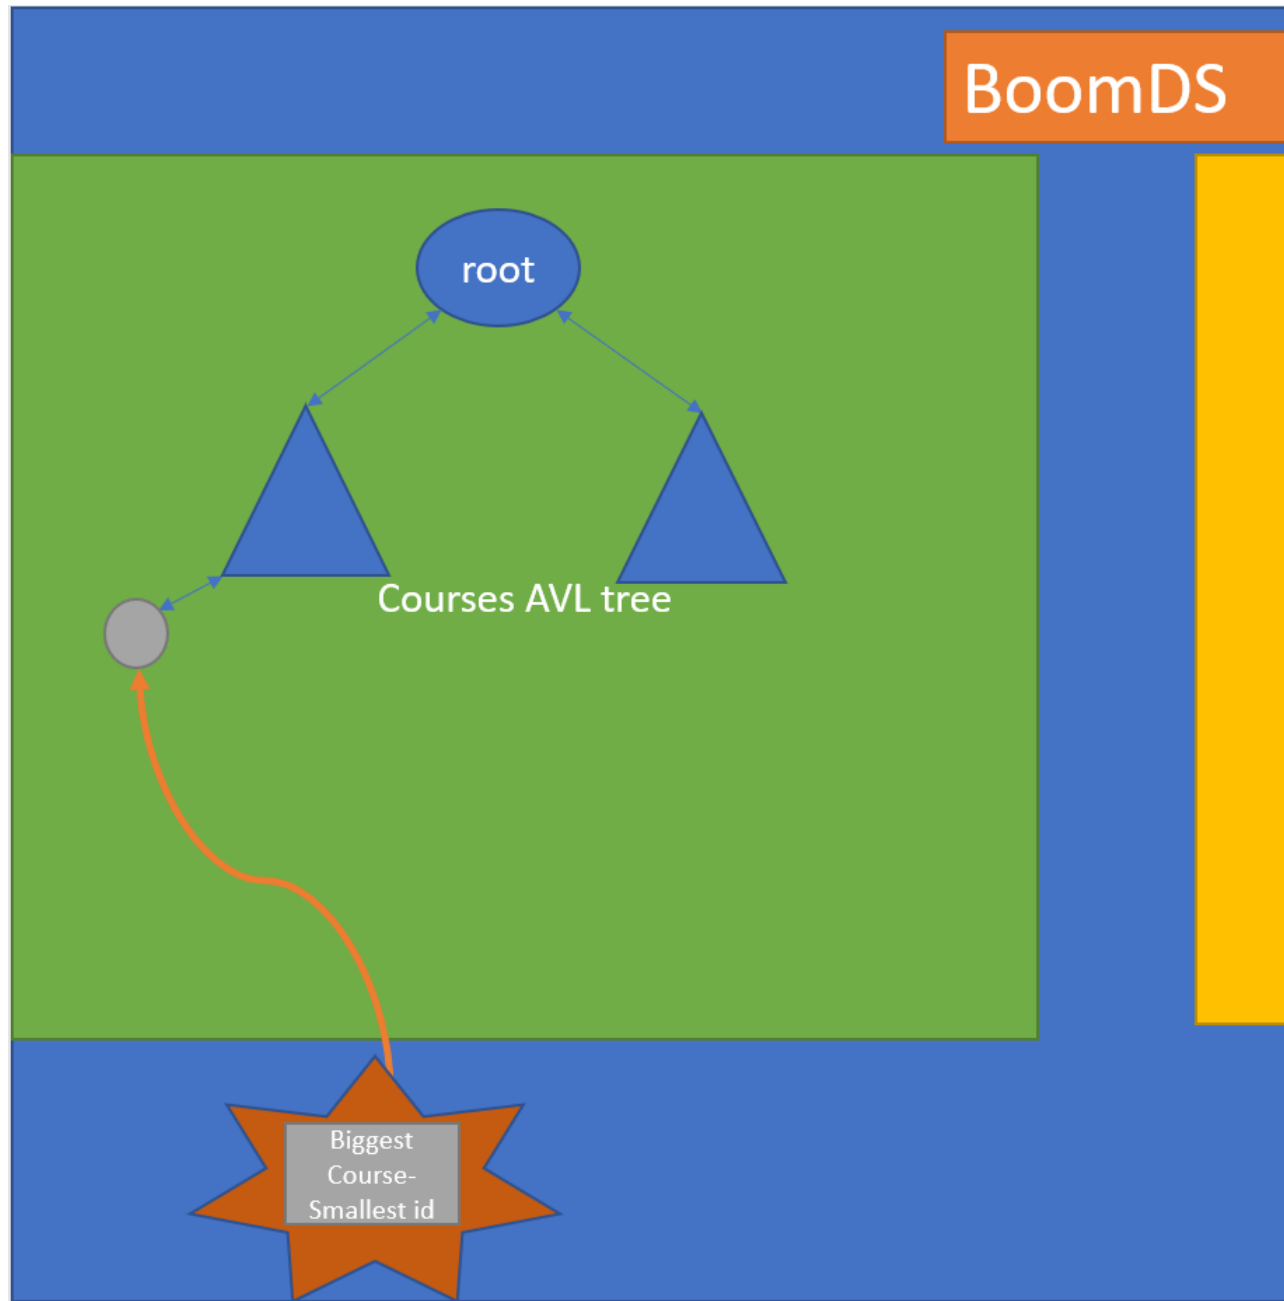 BoomDS
root
Courses AVL tree
Biggest
Course-
Smallest id